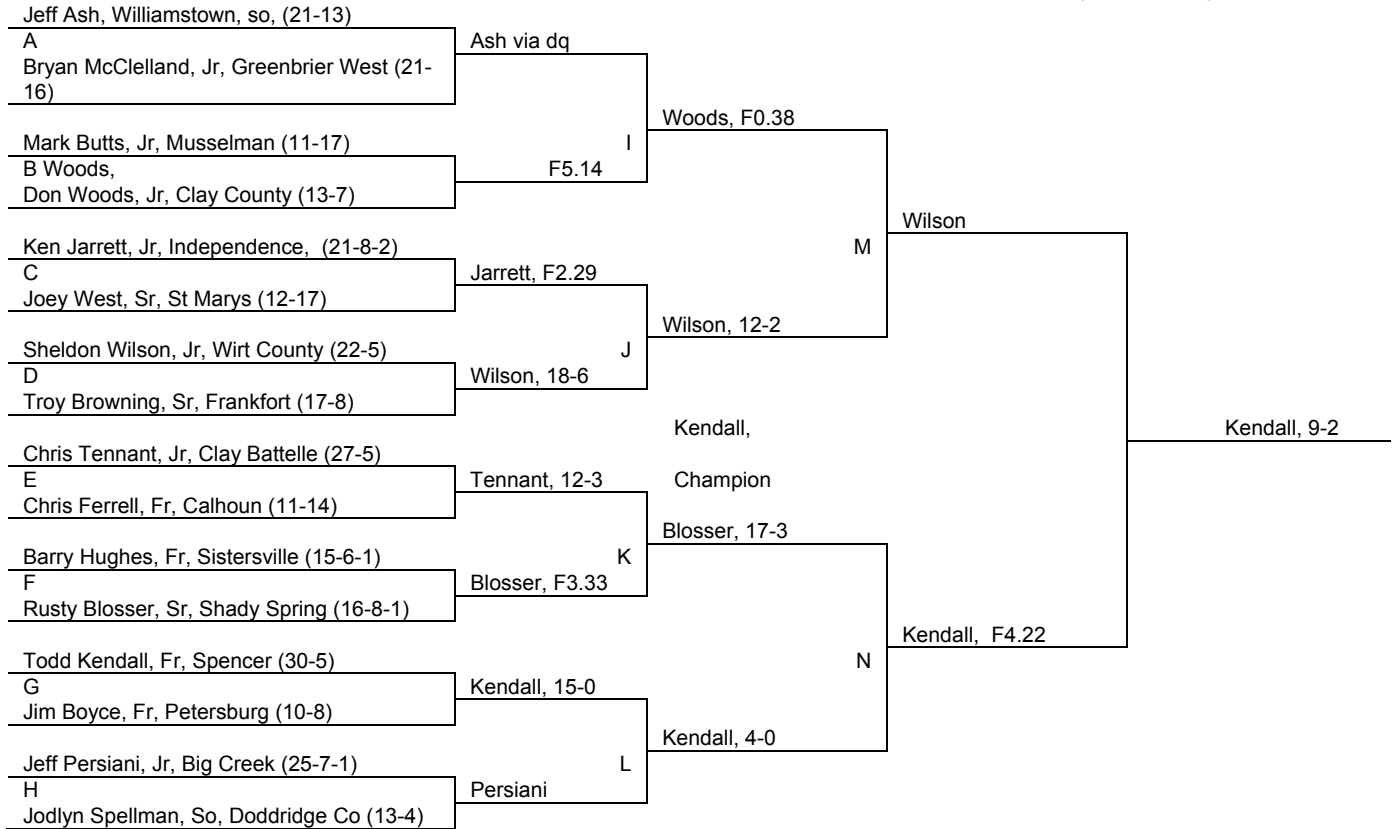 Jeff Ash, Williamstown, so, (21-13)
A
Ash via dq
Bryan McClelland, Jr, Greenbrier West (21-
16)
Woods, F0.38
Mark Butts, Jr, Musselman (11-17)
I
B Woods,
F5.14
Don Woods, Jr, Clay County (13-7)
Wilson
Ken Jarrett, Jr, Independence,  (21-8-2)
M
C
Jarrett, F2.29
Joey West, Sr, St Marys (12-17)
Wilson, 12-2
Sheldon Wilson, Jr, Wirt County (22-5)
J
D
Wilson, 18-6
Troy Browning, Sr, Frankfort (17-8)
Kendall,
Kendall, 9-2
Chris Tennant, Jr, Clay Battelle (27-5)
E
Tennant, 12-3
Champion
Chris Ferrell, Fr, Calhoun (11-14)
Blosser, 17-3
Barry Hughes, Fr, Sistersville (15-6-1)
K
F
Blosser, F3.33
Rusty Blosser, Sr, Shady Spring (16-8-1)
Kendall,  F4.22
Todd Kendall, Fr, Spencer (30-5)
N
G
Kendall, 15-0
Jim Boyce, Fr, Petersburg (10-8)
Kendall, 4-0
Jeff Persiani, Jr, Big Creek (25-7-1)
L
H
Persiani
Jodlyn Spellman, So, Doddridge Co (13-4)